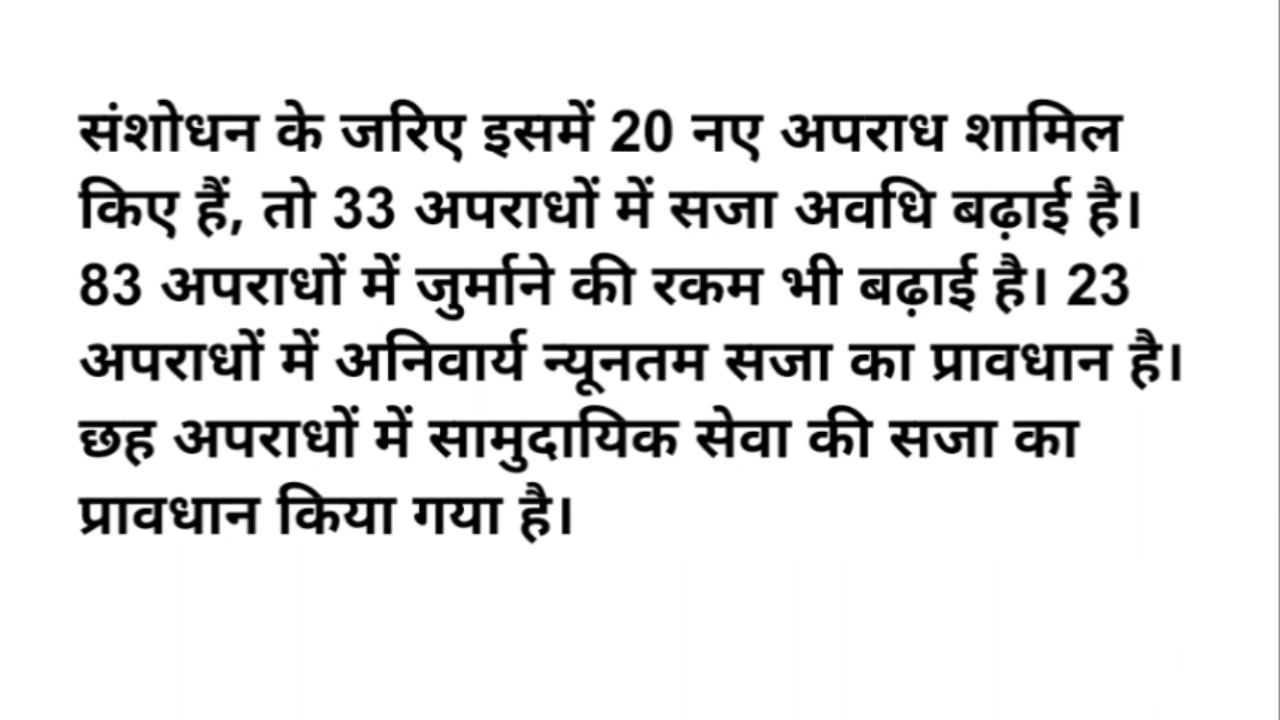 संशोधन के जरिए इसमें 20 नए अपराध शामिल
किए हैं, तो 33 अपराधों में सजा अवधि बढ़ाई है।
83 अपराधों में जुर्माने की रकम भी बढ़ाई है। 23
अपराधों में अनिवार्य न्यूनतम सजा का प्रावधान है।
छह अपराधों में सामुदायिक सेवा की सजा का
प्रावधान किया गया है।